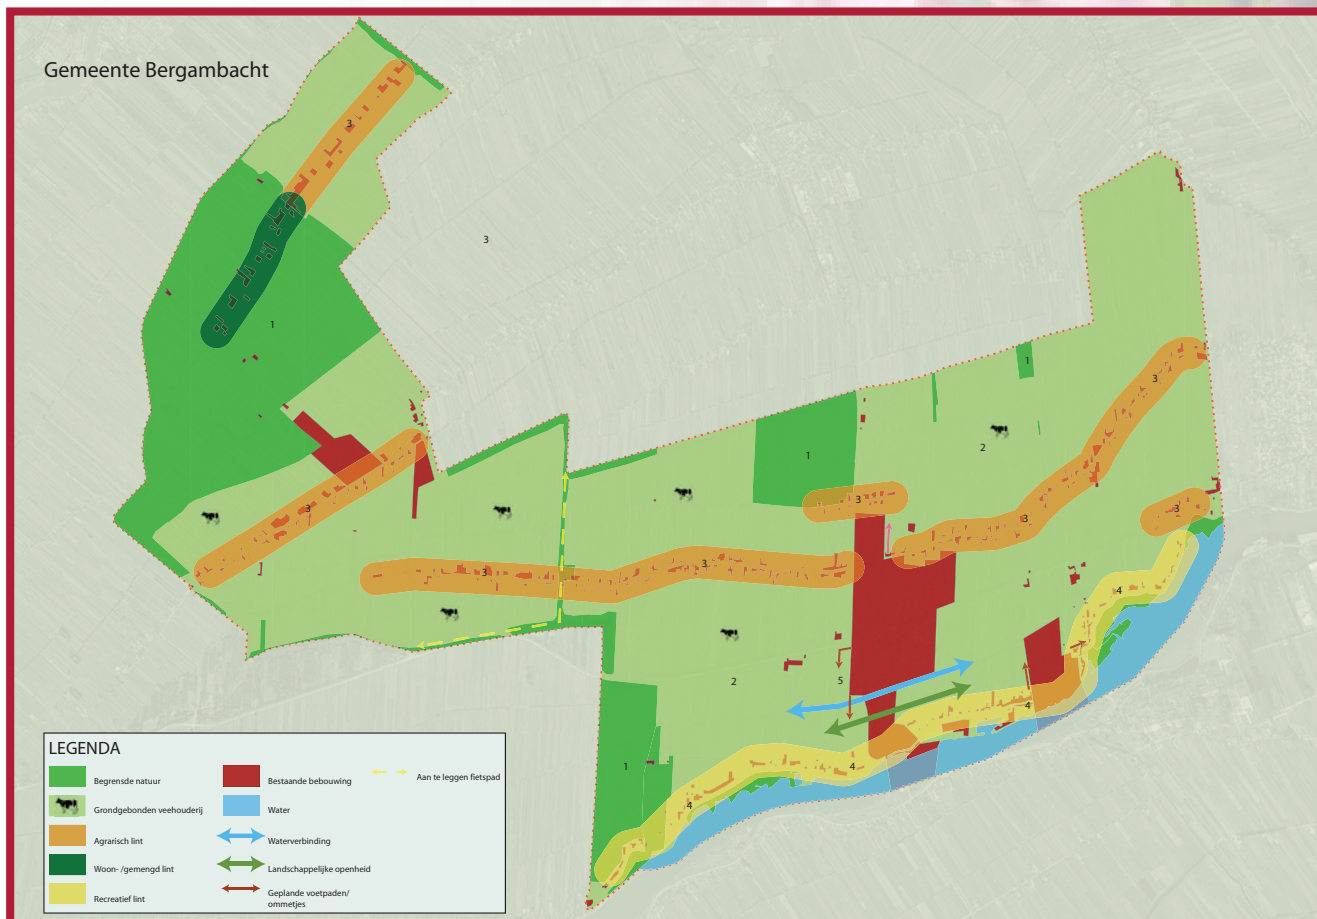 Gemeente Bergambacht
3
3
1
1
2
1
3
3
3
3
3
3
3
4
2
5
4
1
4
4
LEGENDA
Begrensde natuur
Grondgebonden veehouderij
Agrarisch lint
Woon- /gemengd lint
Recreatief lint
Bestaande bebouwing
Water
Waterverbinding
Landschappelijke openheid
Geplande voetpaden/
ommetjes
Aan te leggen fietspad